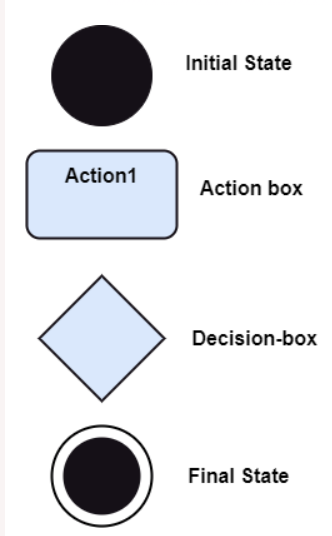 Initial State
Action1
Action box
Decision-box
Final State